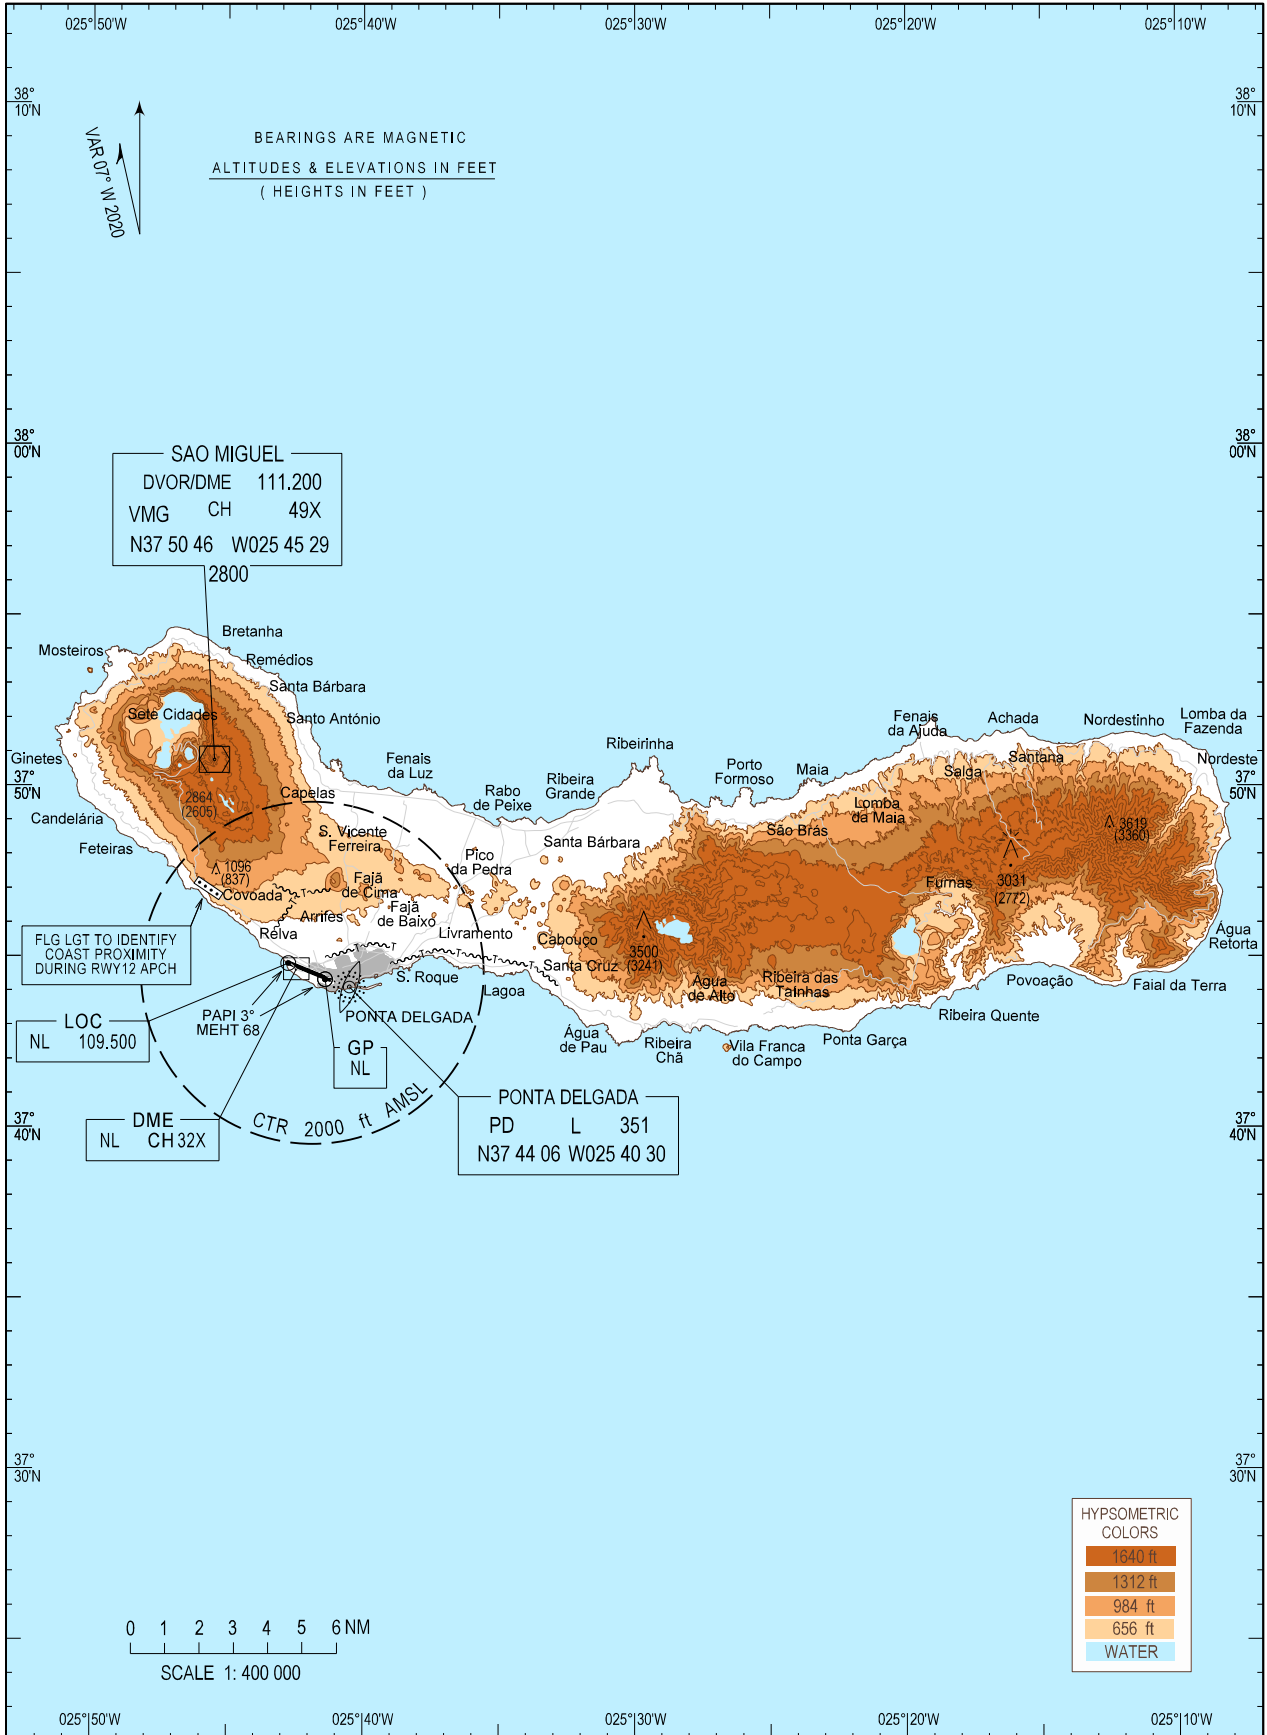 025°50'W
025°40'W
025°30'W
025°20'W
025°10'W
38°
10'N
38°
10'N
VAR 07° W 2020
BEARINGS ARE MAGNETIC
ALTITUDES & ELEVATIONS IN FEET
( HEIGHTS IN FEET )
38°
00'N
38°
00'N
SAO MIGUEL
DVOR/DME 111.200
VMG CH 49X
N37 50 46 W025 45 29
2800
Bretanha
Mosteiros
Remédios
Santa Bárbara
Sete Cidades
Santo António
Fenais
da Ajuda
Achada
Nordestinho
Lomba da
Fazenda
Ginetes
Fenais
da Luz
Ribeirinha
Porto
Formoso
Maia
Salga
Santana
Nordeste
37°
50'N
37°
50'N
2864
(2605)
Capelas
Rabo
de Peixe
Ribeira
Grande
Lomba
da Maia
Candelária
S. Vicente
Ferreira
Santa Bárbara
São Brás
3619
(3360)
Feteiras
1096
(837)
Pico
da Pedra
Covoada
Fajã
de Cima
Furnas
3031
(2772)
Arrifes
Fajã
de Baixo
Relva
Livramento
Cabouço
3500
(3241)
Água
Retorta
FLG LGT TO IDENTIFY
COAST PROXIMITY
DURING RWY12 APCH
S. Roque
Santa Cruz
Lagoa
Água
de Alto
Ribeira das
Taínhas
Povoação
Faial da Terra
PAPI 3°
MEHT 68
PONTA DELGADA
Ribeira Quente
LOC
NL 109.500
GP
NL
Água
de Pau
Ribeira
Chã
Vila Franca
do Campo
Ponta Garça
CTR 2000 ft AMSL
DME
NL CH 32X
PONTA DELGADA
PD L 351
N37 44 06 W025 40 30
37°
40'N
37°
40'N
37°
30'N
37°
30'N
HYPSOMETRIC
COLORS
1640 ft
1312 ft
984 ft
656 ft
WATER
0 1 2 3 4 5 6 NM
SCALE 1: 400 000
025°50'W
025°40'W
025°30'W
025°20'W
025°10'W